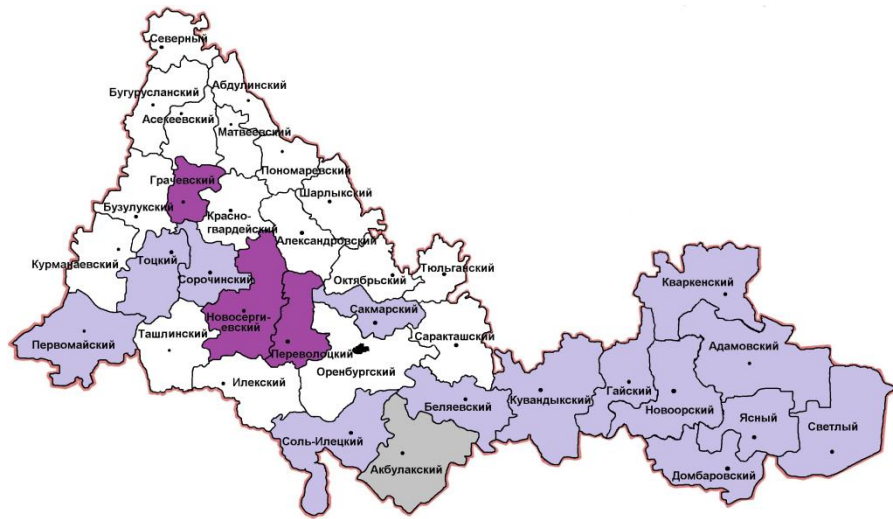 Северный
Бугурусланский
Абдулинский
Асекеевский
Матвеевский
Пономаревский
Грачевский
Шарлыкский
Бузулукский
Красно-
гвардейский
Александровский
Курманаевский
Тоцкий
Сорочинский
Октябрьский
Тюльганский
Кваркенский
Сакмарский
Новосерги-
евский
Первомайский
Ташлинский
Саракташский
Адамовский
Переволоцкий
Оренбургский
Илекский
Беляевский
Кувандыкский
Гайский
Новоорский
Ясный
Светлый
Соль-Илецкий
Акбулакский
Домбаровский